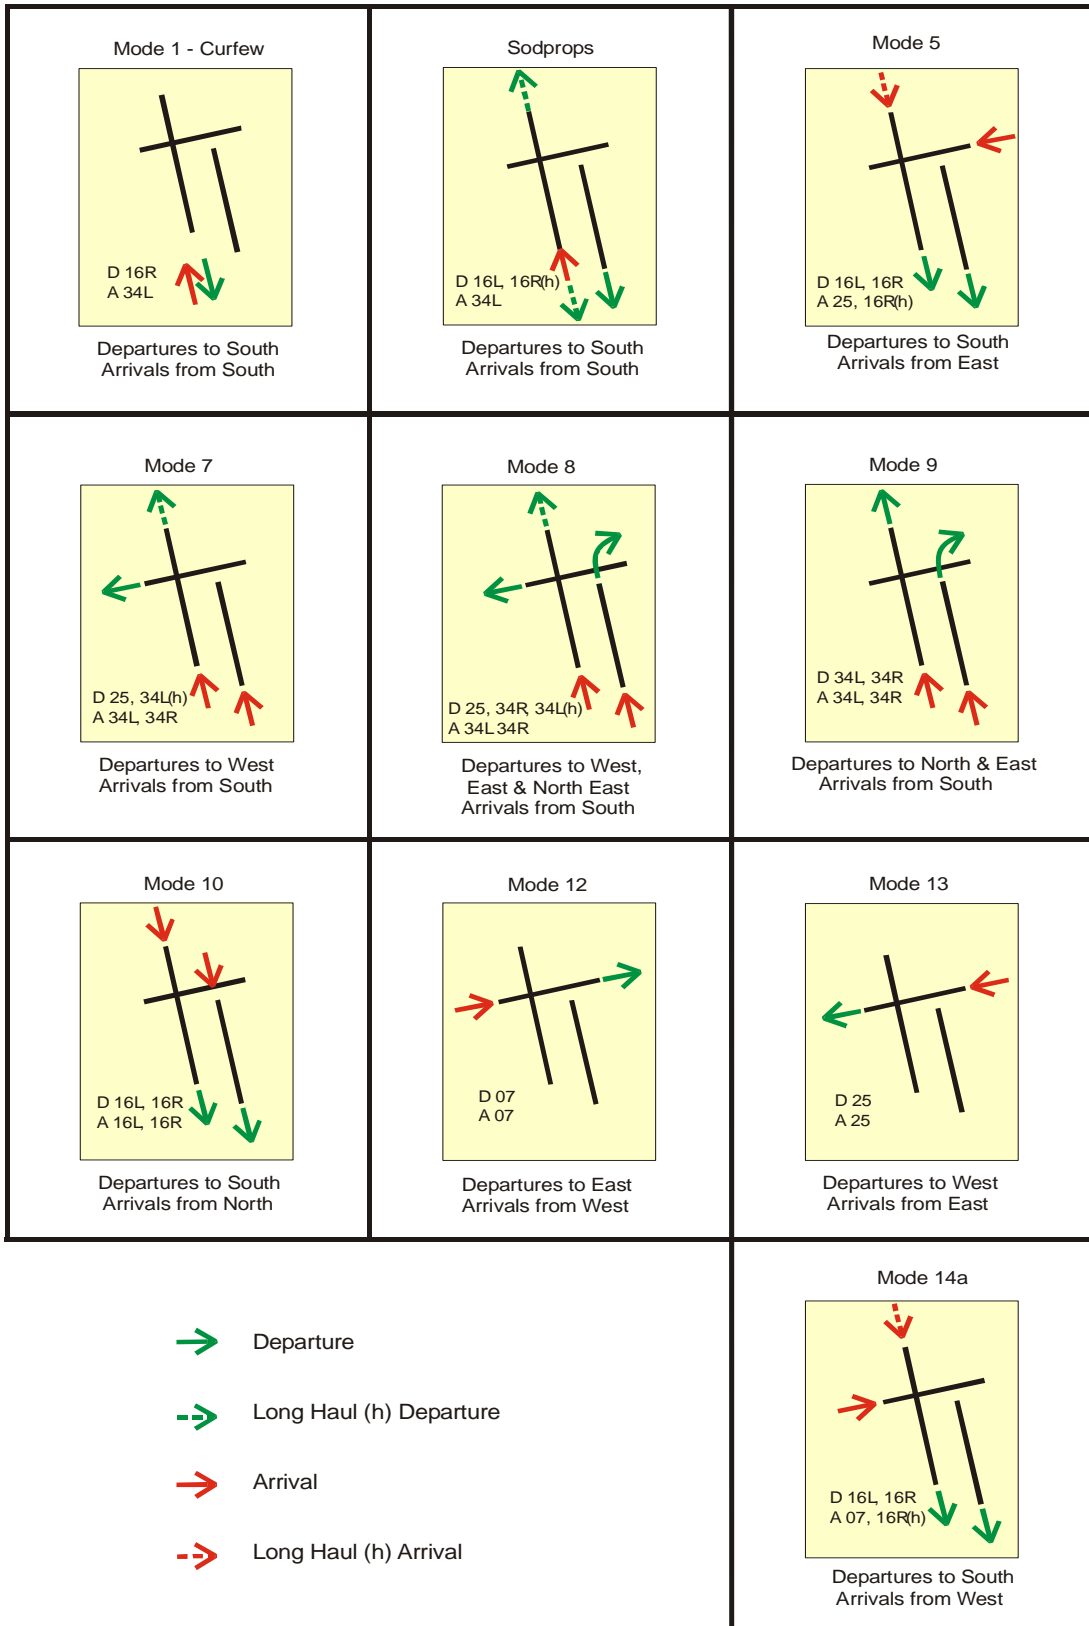 Mode 1 - Curfew
D 16R
A 34L
Departures to South
Arrivals from South
Sodprops
D 16L, 16R(h)
A 34L
Departures to South
Arrivals from South
Mode 5
D 16L, 16R
A 25, 16R(h)
Departures to South
Arrivals from East
Mode 7
D 25, 34L(h)
A 34L, 34R
Departures to West
Arrivals from South
Mode 8
D 25, 34R, 34L(h)
A 34L 34R
Departures to West,
East & North East
Arrivals from South
Mode 9
D 34L, 34R
A 34L, 34R
Departures to North & East
Arrivals from South
Mode 10
D 16L, 16R
A 16L, 16R
Departures to South
Arrivals from North
Mode 12
D 07
A 07
Departures to East
Arrivals from West
Mode 13
D 25
A 25
Departures to West
Arrivals from East
Departure
Long Haul (h) Departure
Arrival
Long Haul (h) Arrival
Mode 14a
D 16L, 16R
A 07, 16R(h)
Departures to South
Arrivals from West